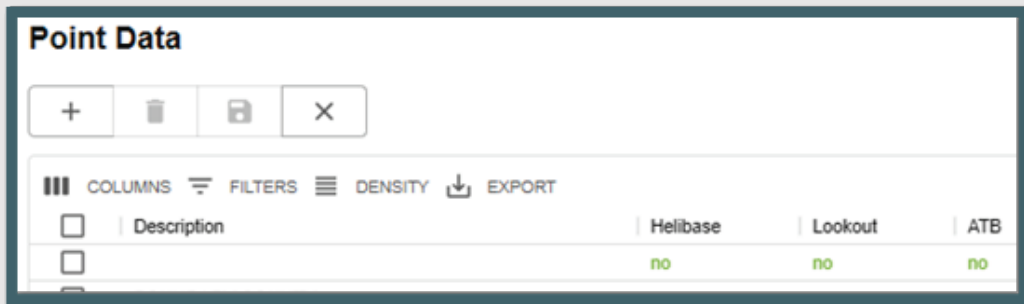 Point Data
COLUMNS FILTERS DENSITY EXPORT
Description Helibase Lookout ATB
no no no